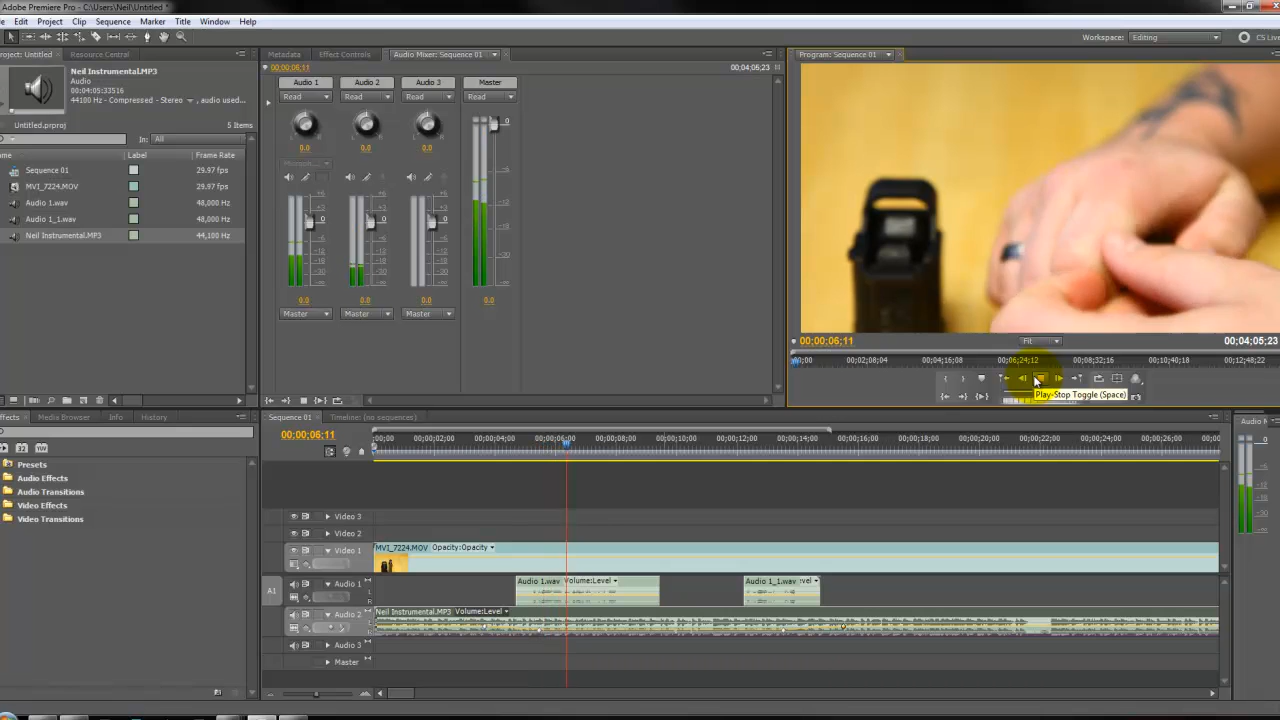 Adobe Premiere Pro - C:\Users\Neil\Untitled *
Edit Project Clip Sequence Marker Title Window Help
Workspace: Editing CS Live
Project: Untitled Resource Central
Metadata Effect Controls Audio Mixer: Sequence 01
Program: Sequence 01
Neil Instrumental.MP3
Audio
00:04:05:33516
44100 Hz - Compressed - Stereo , audio used...
Untitled.prproj 5 Items
In: All
Label Frame Rate
Sequence 01 29.97 fps
MVI_7224.MOV 29.97 fps
Audio 1.wav 48,000 Hz
Audio 1_1.wav 48,000 Hz
Neil Instrumental.MP3 44,100 Hz
00;00;06;11 00;04;05;23
Audio 1 Audio 2 Audio 3 Master
Read Read Read Read
L R L R L R
0.0 0.0 0.0
0.0 0.0 0.0 0.0
Master Master Master
00;00;06;11 Fit 00;04;05;23
00;00 00;02;08;04 00;04;16;08 00;06;24;12 00;08;32;16 00;10;40;18 00;12;48;22
Play-Stop Toggle (Space)
Effects Media Browser Info History
Presets
Audio Effects
Audio Transitions
Video Effects
Video Transitions
Sequence 01 Timeline: (no sequences)
00;00;06;11
;00;00 00;00;02;00 00;00;04;00 00;00;06;00 00;00;08;00 00;00;10;00 00;00;12;00 00;00;14;00 00;00;16;00 00;00;18;00 00;00;20;00 00;00;22;00 00;00;24;00 00;00;26;00
Video 3
Video 2
Video 1 MVI_7224.MOV Opacity:Opacity
A1 Audio 1 Audio 1.wav Volume:Level Audio 1_1.wav
Audio 2 Neil Instrumental.MP3 Volume:Level
Audio 3
Master